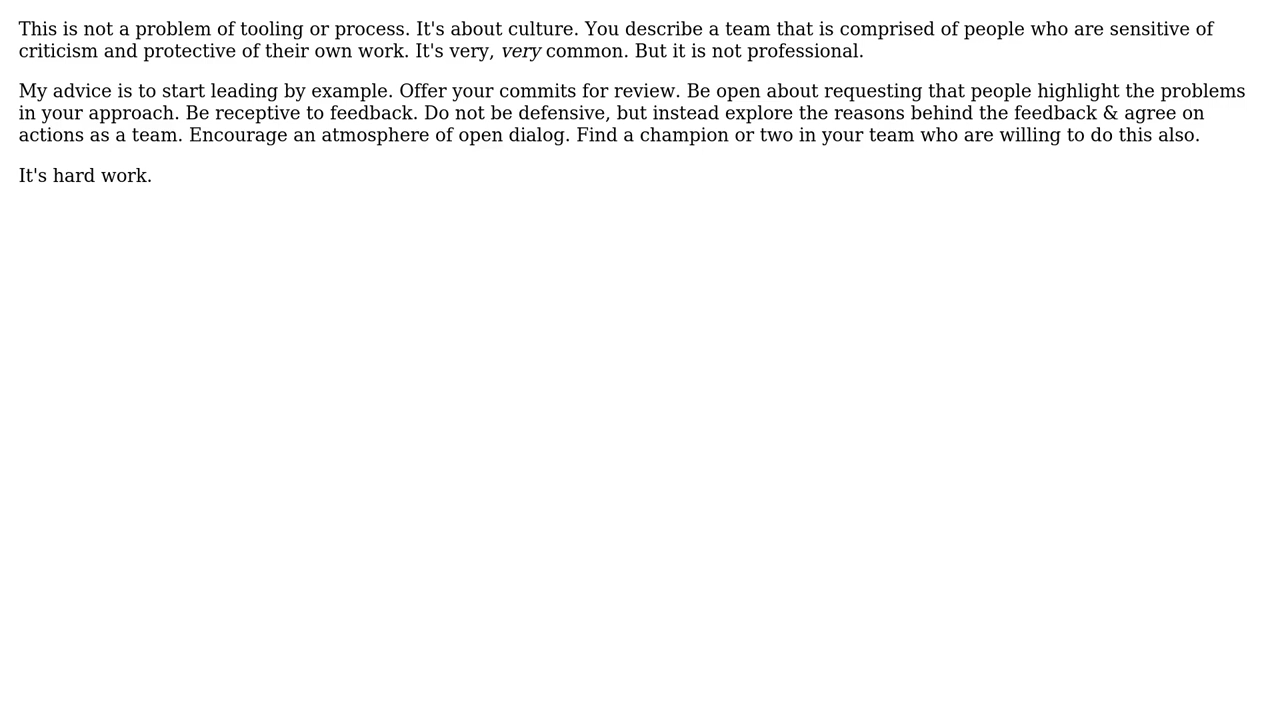 This is not a problem of tooling or process. It's about culture. You describe a team that is comprised of people who are sensitive of
criticism and protective of their own work. It's very, very common. But it is not professional.
My advice is to start leading by example. Offer your commits for review. Be open about requesting that people highlight the problems
in your approach. Be receptive to feedback. Do not be defensive, but instead explore the reasons behind the feedback & agree on
actions as a team. Encourage an atmosphere of open dialog. Find a champion or two in your team who are willing to do this also.
It's hard work.